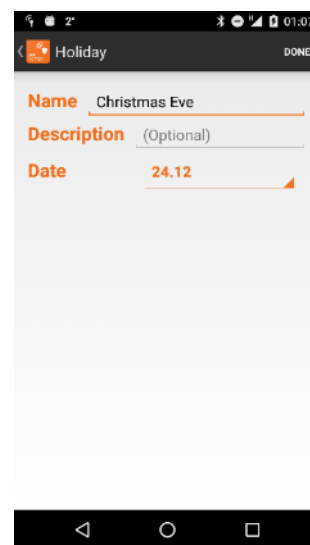 2° 01:07
Holiday DONE
Name Christmas Eve
Description (Optional)
Date 24.12